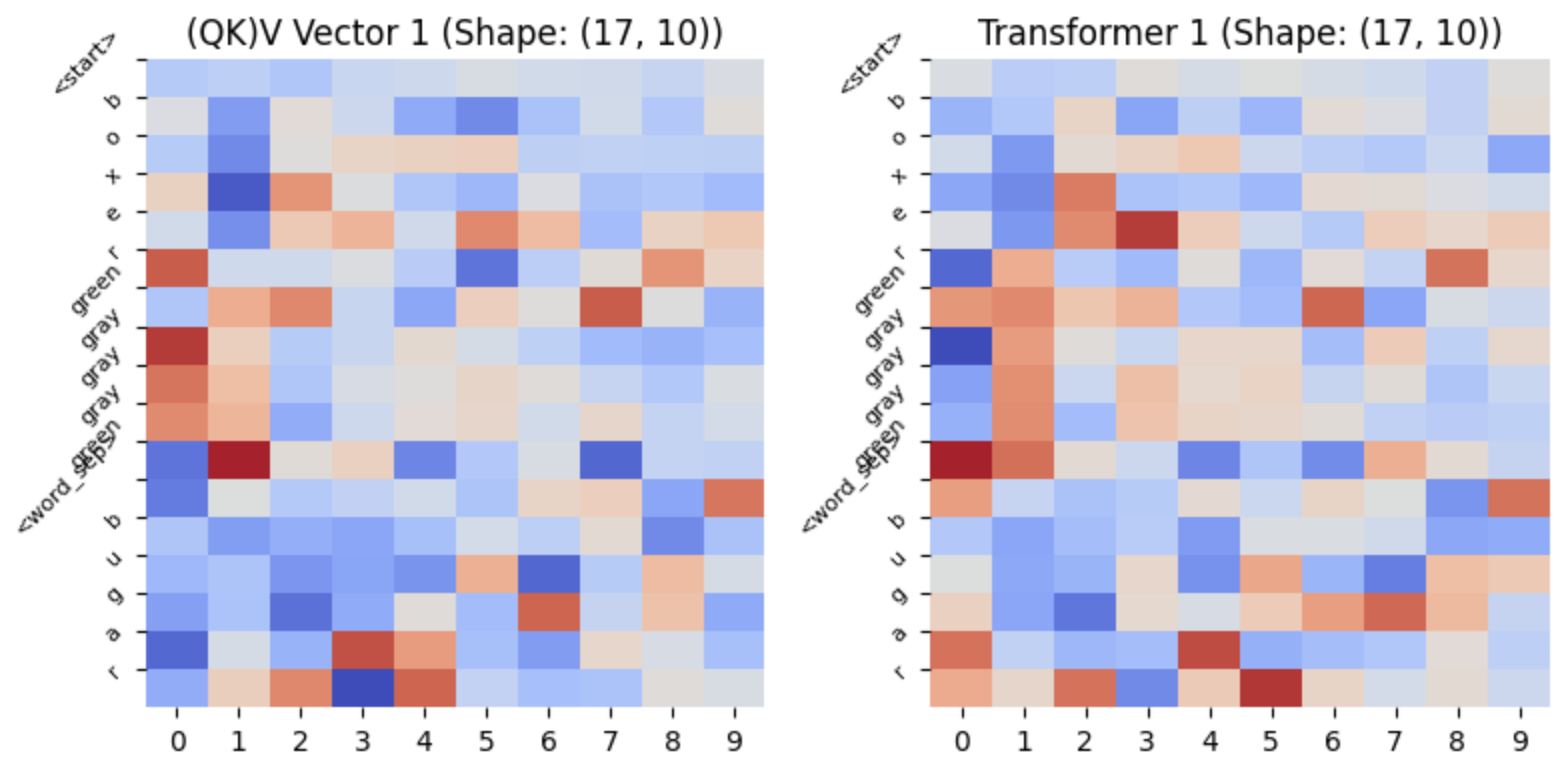 (QK)V Vector 1 (Shape: (17, 10))
<start>
b
o
x
e
r
green
gray
gray
gray
green
<word_sep>
b
u
g
a
r
0 1 2 3 4 5 6 7 8 9
Transformer 1 (Shape: (17, 10))
<start>
b
o
x
e
r
green
gray
gray
gray
green
<word_sep>
b
u
g
a
r
0 1 2 3 4 5 6 7 8 9